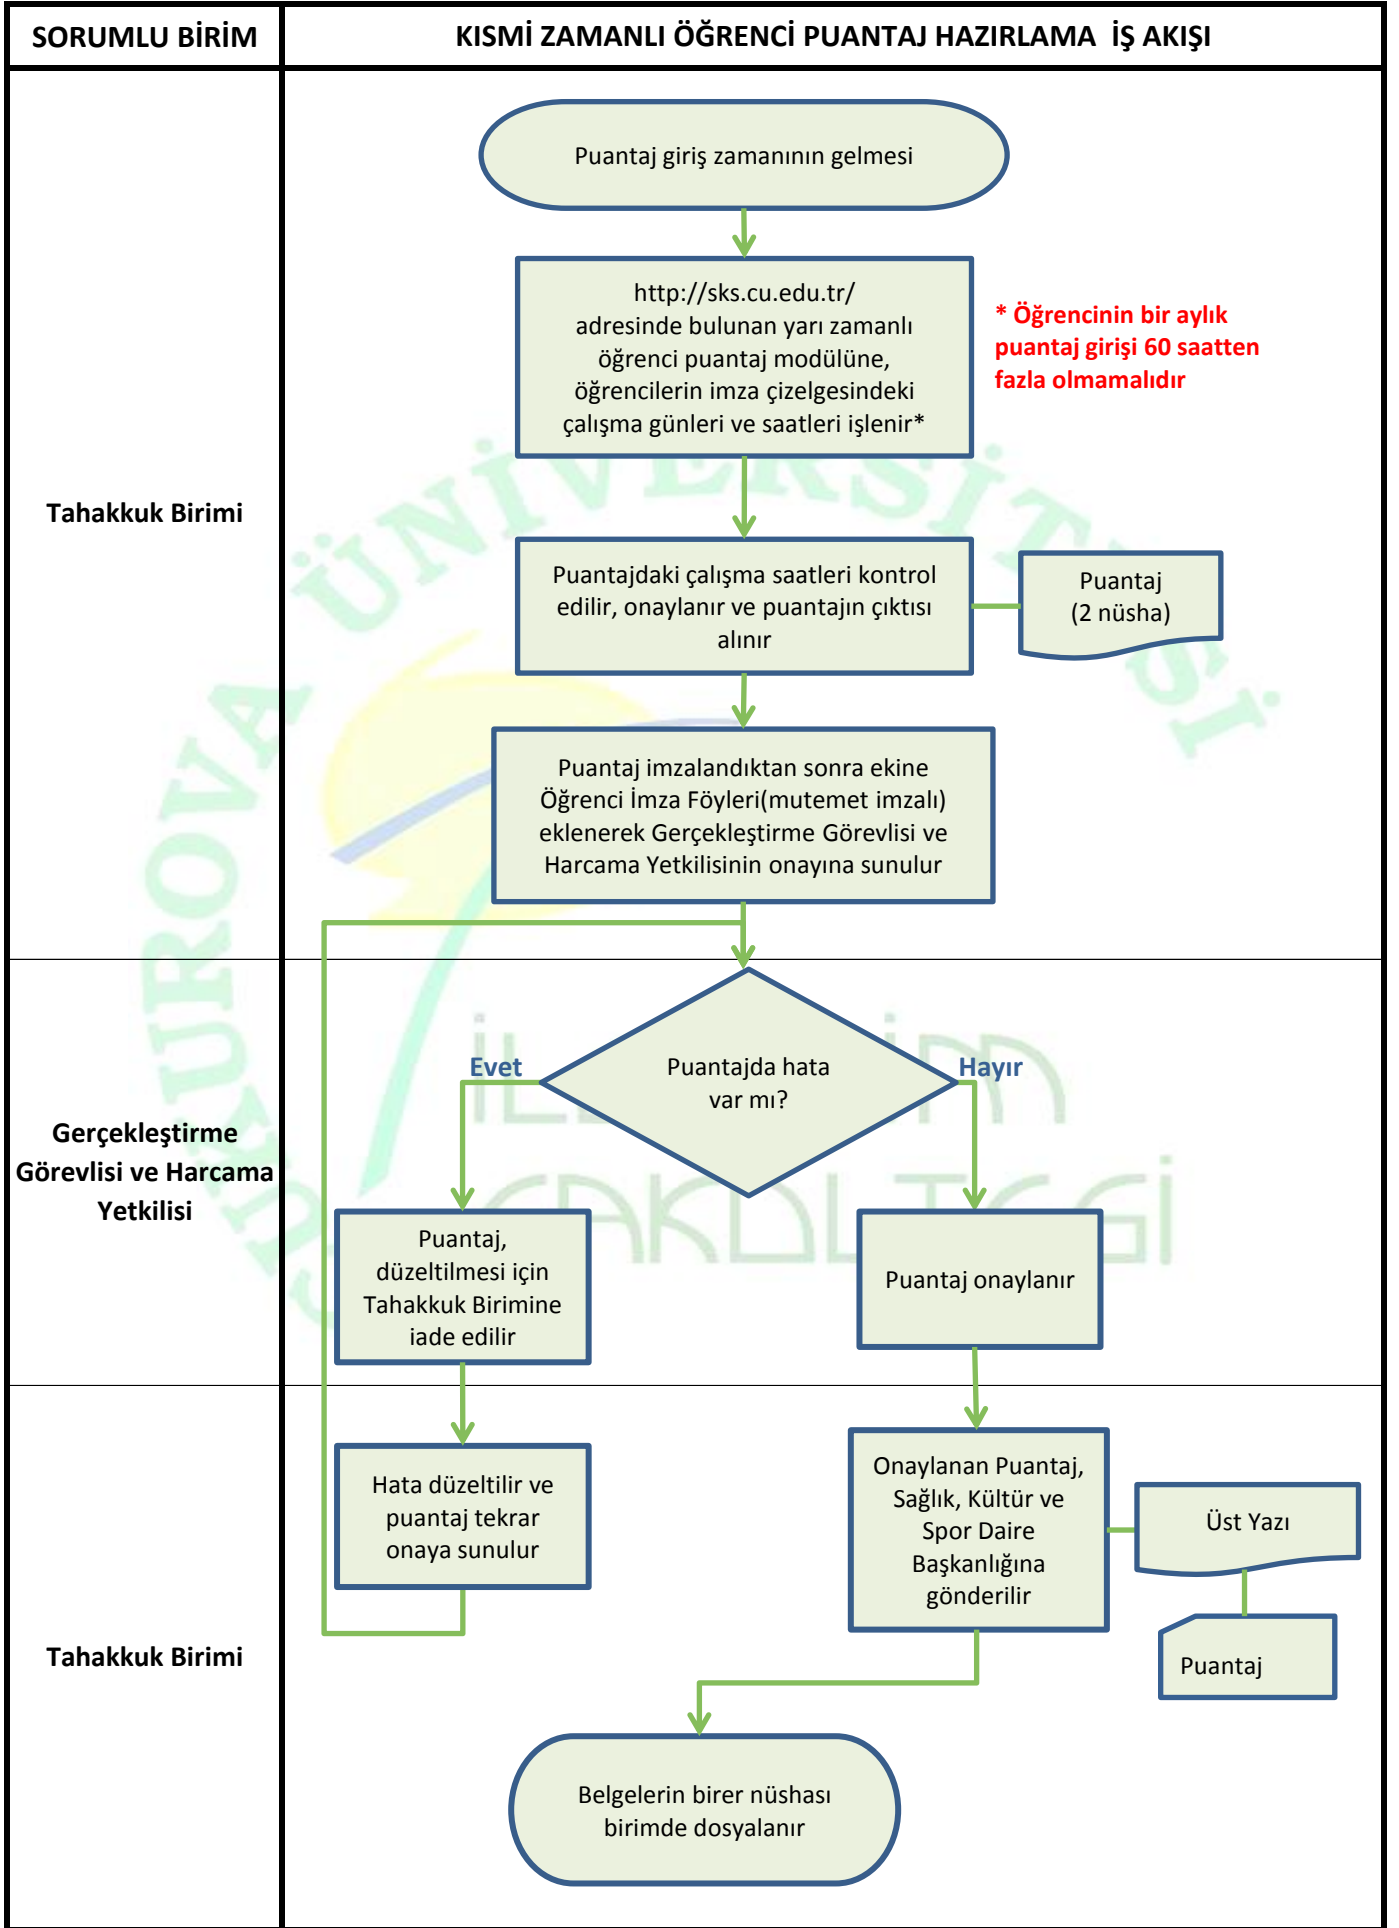 SORUMLU BİRİM
KISMİ ZAMANLI ÖĞRENCİ PUANTAJ HAZIRLAMA İŞ AKIŞI
Tahakkuk Birimi
Puantaj giriş zamanının gelmesi
http://sks.cu.edu.tr/
adresinde bulunan yarı zamanlı
öğrenci puantaj modülüne,
öğrencilerin imza çizelgesindeki
çalışma günleri ve saatleri işlenir*
* Öğrencinin bir aylık
puantaj girişi 60 saatten
fazla olmamalıdır
Puantajdaki çalışma saatleri kontrol
edilir, onaylanır ve puantajın çıktısı
alınır
Puantaj
(2 nüsha)
Puantaj imzalandıktan sonra ekine
Öğrenci İmza Föyleri(mutemet imzalı)
eklenerek Gerçekleştirme Görevlisi ve
Harcama Yetkilisinin onayına sunulur
Gerçekleştirme
Görevlisi ve Harcama
Yetkilisi
Puantajda hata
var mı?
Evet
Hayır
Puantaj,
düzeltilmesi için
Tahakkuk Birimine
iade edilir
Puantaj onaylanır
Tahakkuk Birimi
Hata düzeltilir ve
puantaj tekrar
onaya sunulur
Onaylanan Puantaj,
Sağlık, Kültür ve
Spor Daire
Başkanlığına
gönderilir
Üst Yazı
Puantaj
Belgelerin birer nüshası
birimde dosyalanır